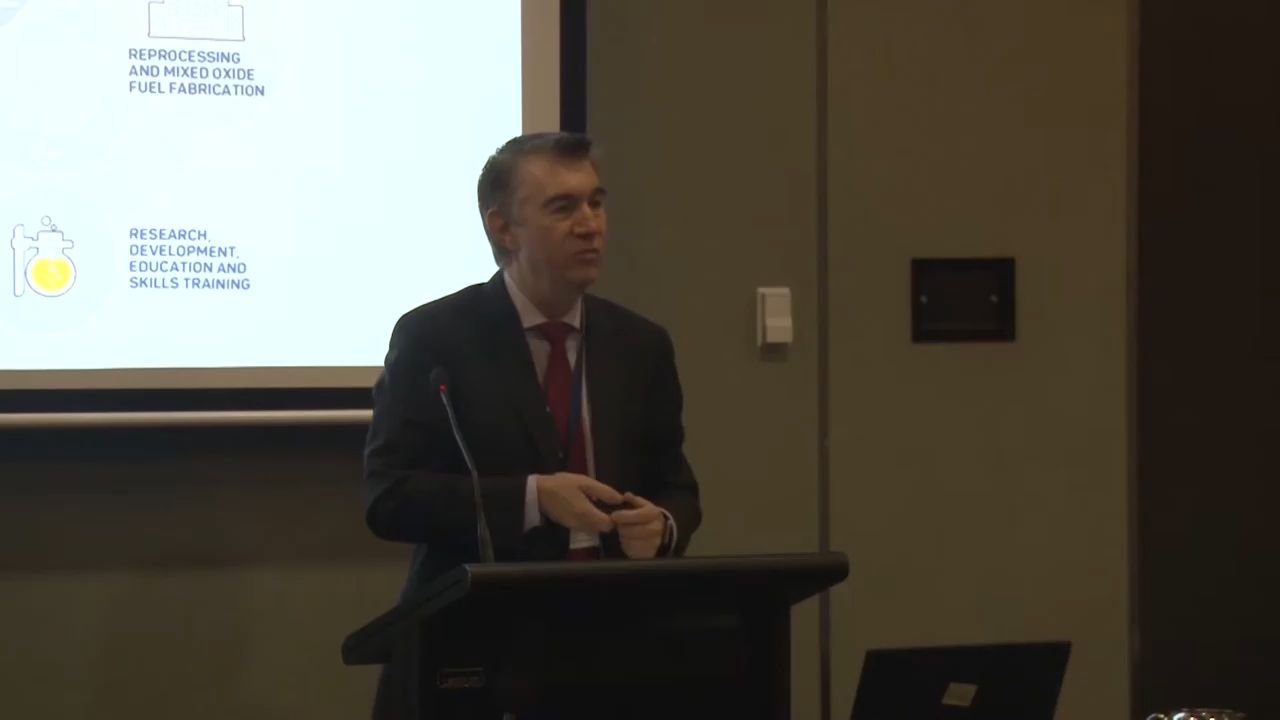 REPROCESSING
AND MIXED OXIDE
FUEL FABRICATION
RESEARCH,
DEVELOPMENT,
EDUCATION AND
SKILLS TRAINING